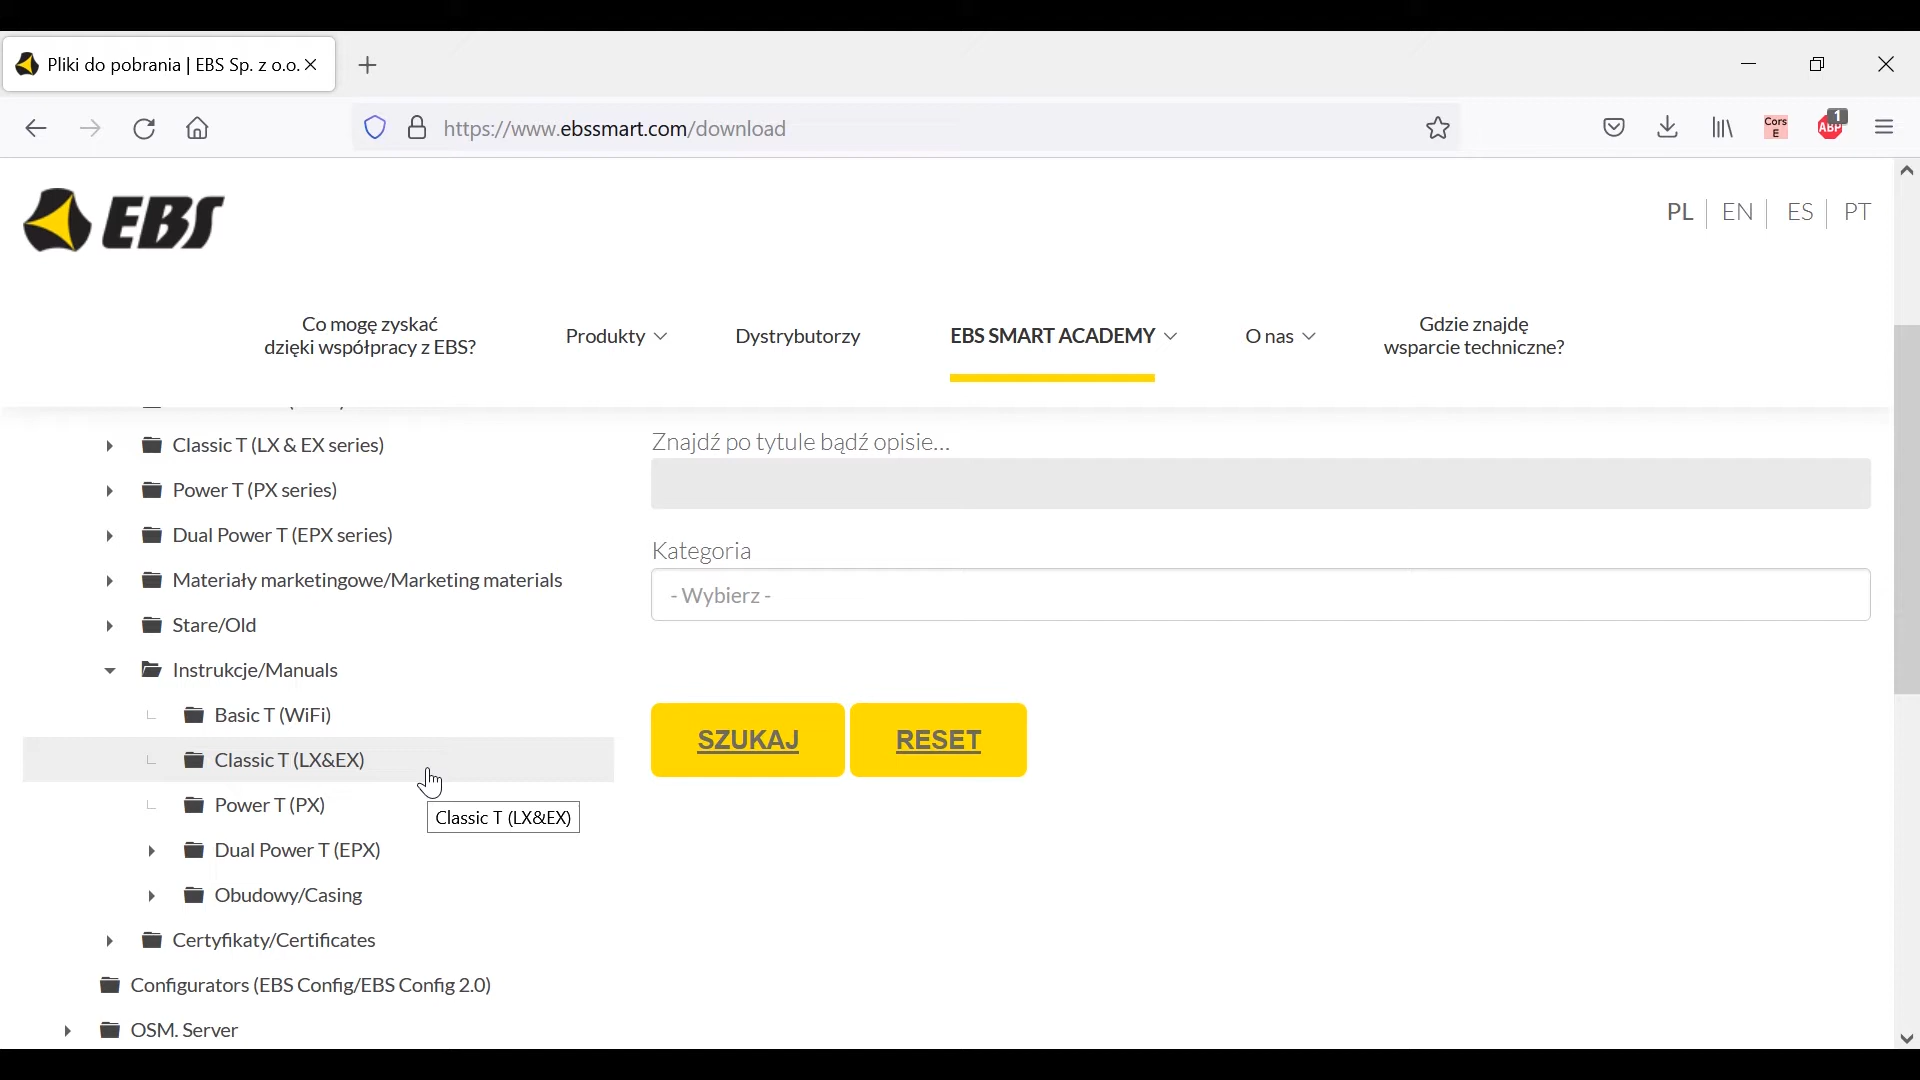 Pliki do pobrania | EBS Sp. z o.o.
https://www.ebssmart.com/download
Cors
E
ABP
1
EBS
PL
EN
ES
PT
Co mogę zyskać
dzięki współpracy z EBS?
Produkty
Dystrybutorzy
EBS SMART ACADEMY
O nas
Gdzie znajdę
wsparcie techniczne?
Classic T (LX & EX series)
Power T (PX series)
Dual Power T (EPX series)
Materiały marketingowe/Marketing materials
Stare/Old
Instrukcje/Manuals
Basic T (WiFi)
Classic T (LX&EX)
Power T (PX)
Classic T (LX&EX)
Dual Power T (EPX)
Obudowy/Casing
Certyfikaty/Certificates
Configurators (EBS Config/EBS Config 2.0)
OSM. Server
Znajdź po tytule bądź opisie...
Kategoria
- Wybierz -
SZUKAJ
RESET